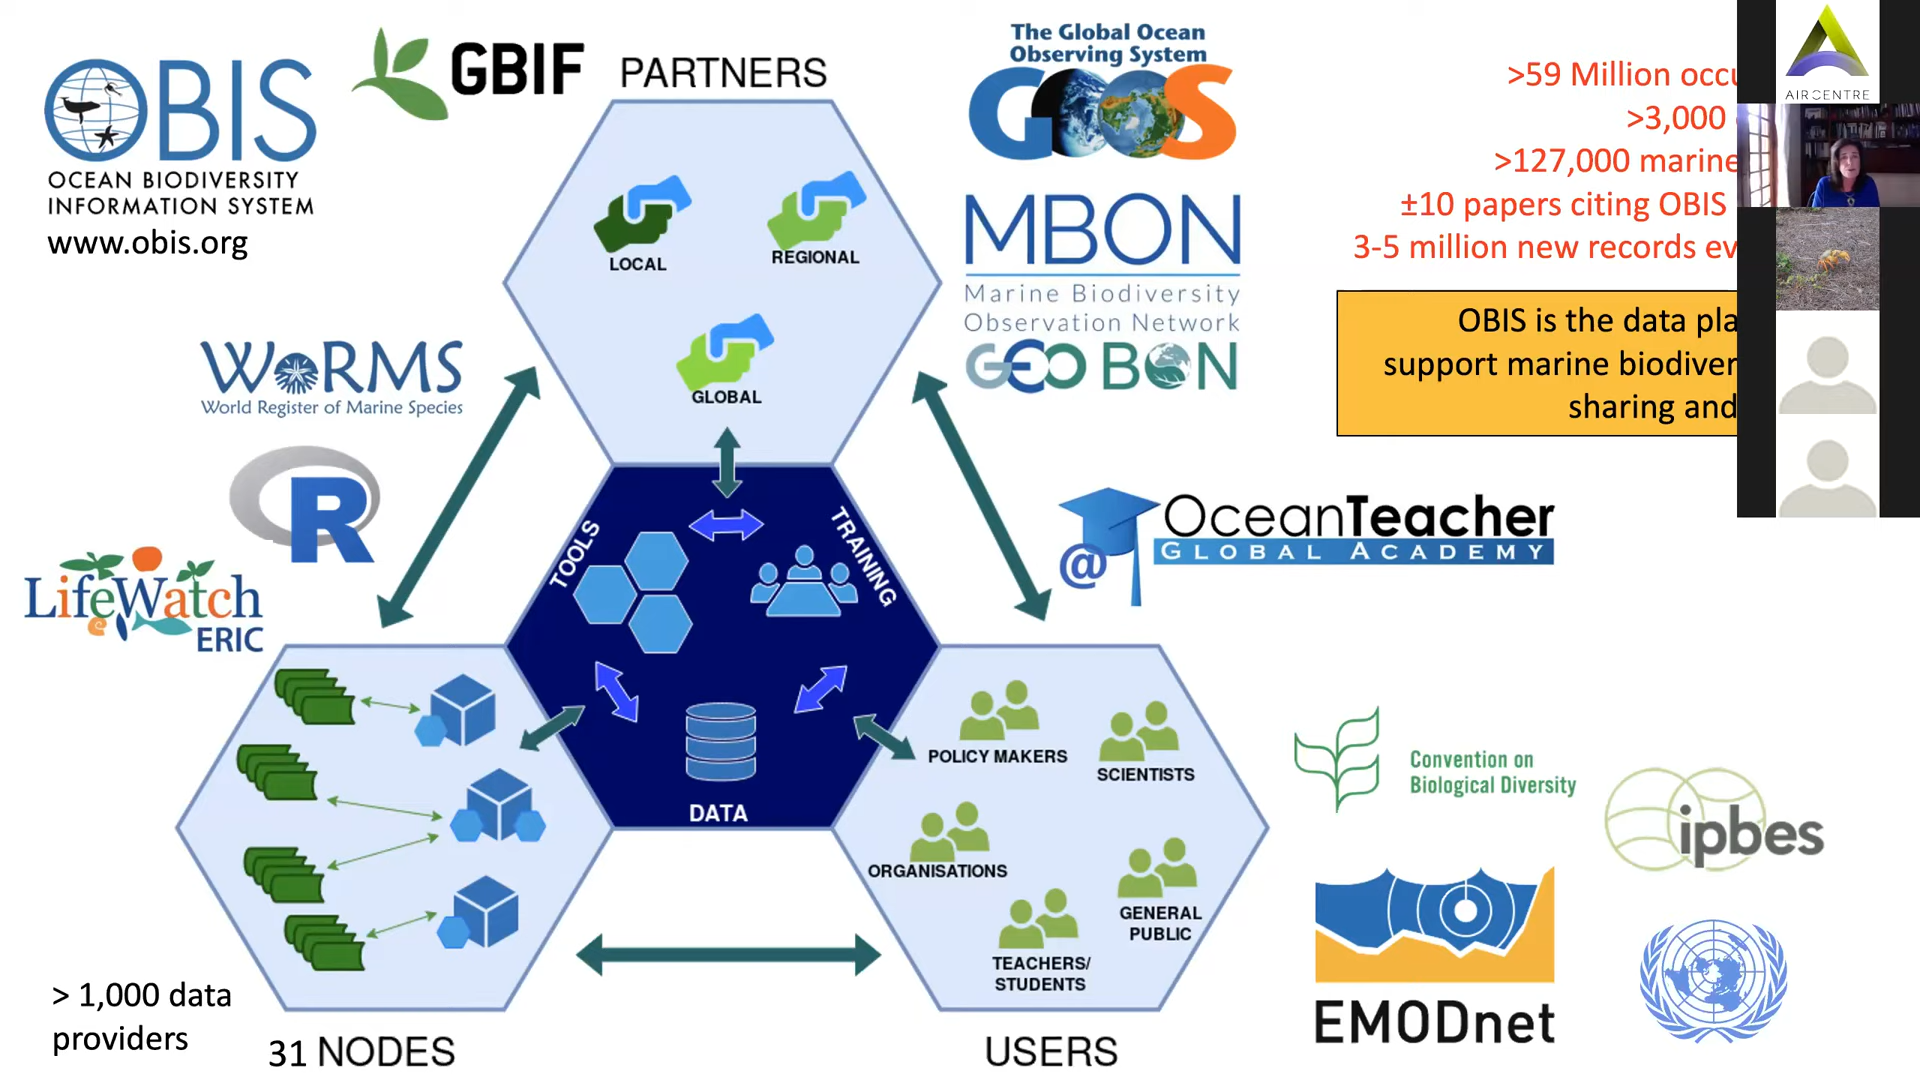 OBIS
OCEAN BIODIVERSITY
INFORMATION SYSTEM
www.obis.org
GBIF
PARTNERS
The Global Ocean
Observing System
GOOS
MBON
Marine Biodiversity
Observation Network
GEO BON
>59 Million
>3,000
>127,000 marine
±10 papers citing OBIS
3-5 million new records
OBIS is the data
support marine
sharing and
AIRCENTRE
LOCAL
REGIONAL
GLOBAL
WoRMS
World Register of Marine Species
R
LifeWatch
ERIC
TOOLS
TRAINING
DATA
@
OceanTeacher
GLOBAL ACADEMY
POLICY MAKERS
SCIENTISTS
ORGANISATIONS
GENERAL
PUBLIC
TEACHERS/
STUDENTS
Convention on
Biological Diversity
ipbes
EMODnet
> 1,000 data
providers
31 NODES
USERS